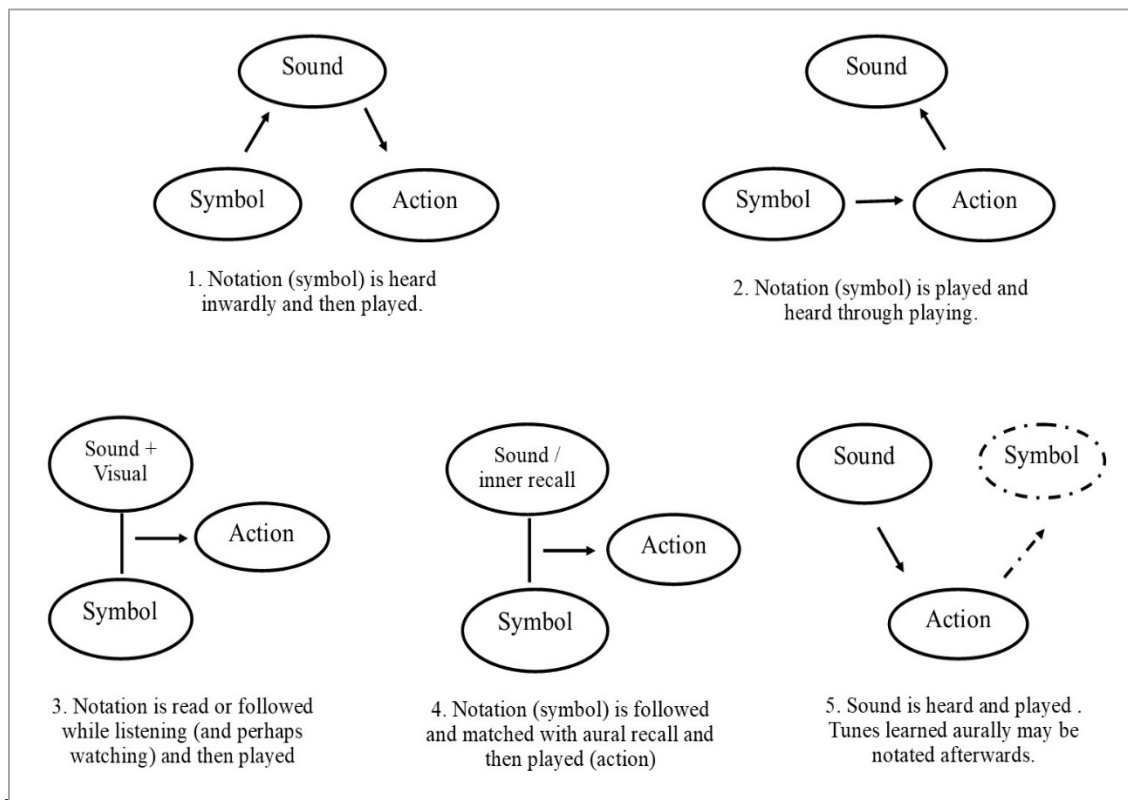 Sound
Symbol
Action
1. Notation (symbol) is heard
inwardly and then played.
Sound
Symbol
Action
2. Notation (symbol) is played and
heard through playing.
Sound +
Visual
Action
Symbol
3. Notation is read or followed
while listening (and perhaps
watching) and then played
Sound /
inner recall
Action
Symbol
4. Notation (symbol) is followed
and matched with aural recall and
then played (action)
Sound
Symbol
Action
5. Sound is heard and played .
Tunes learned aurally may be
notated afterwards.